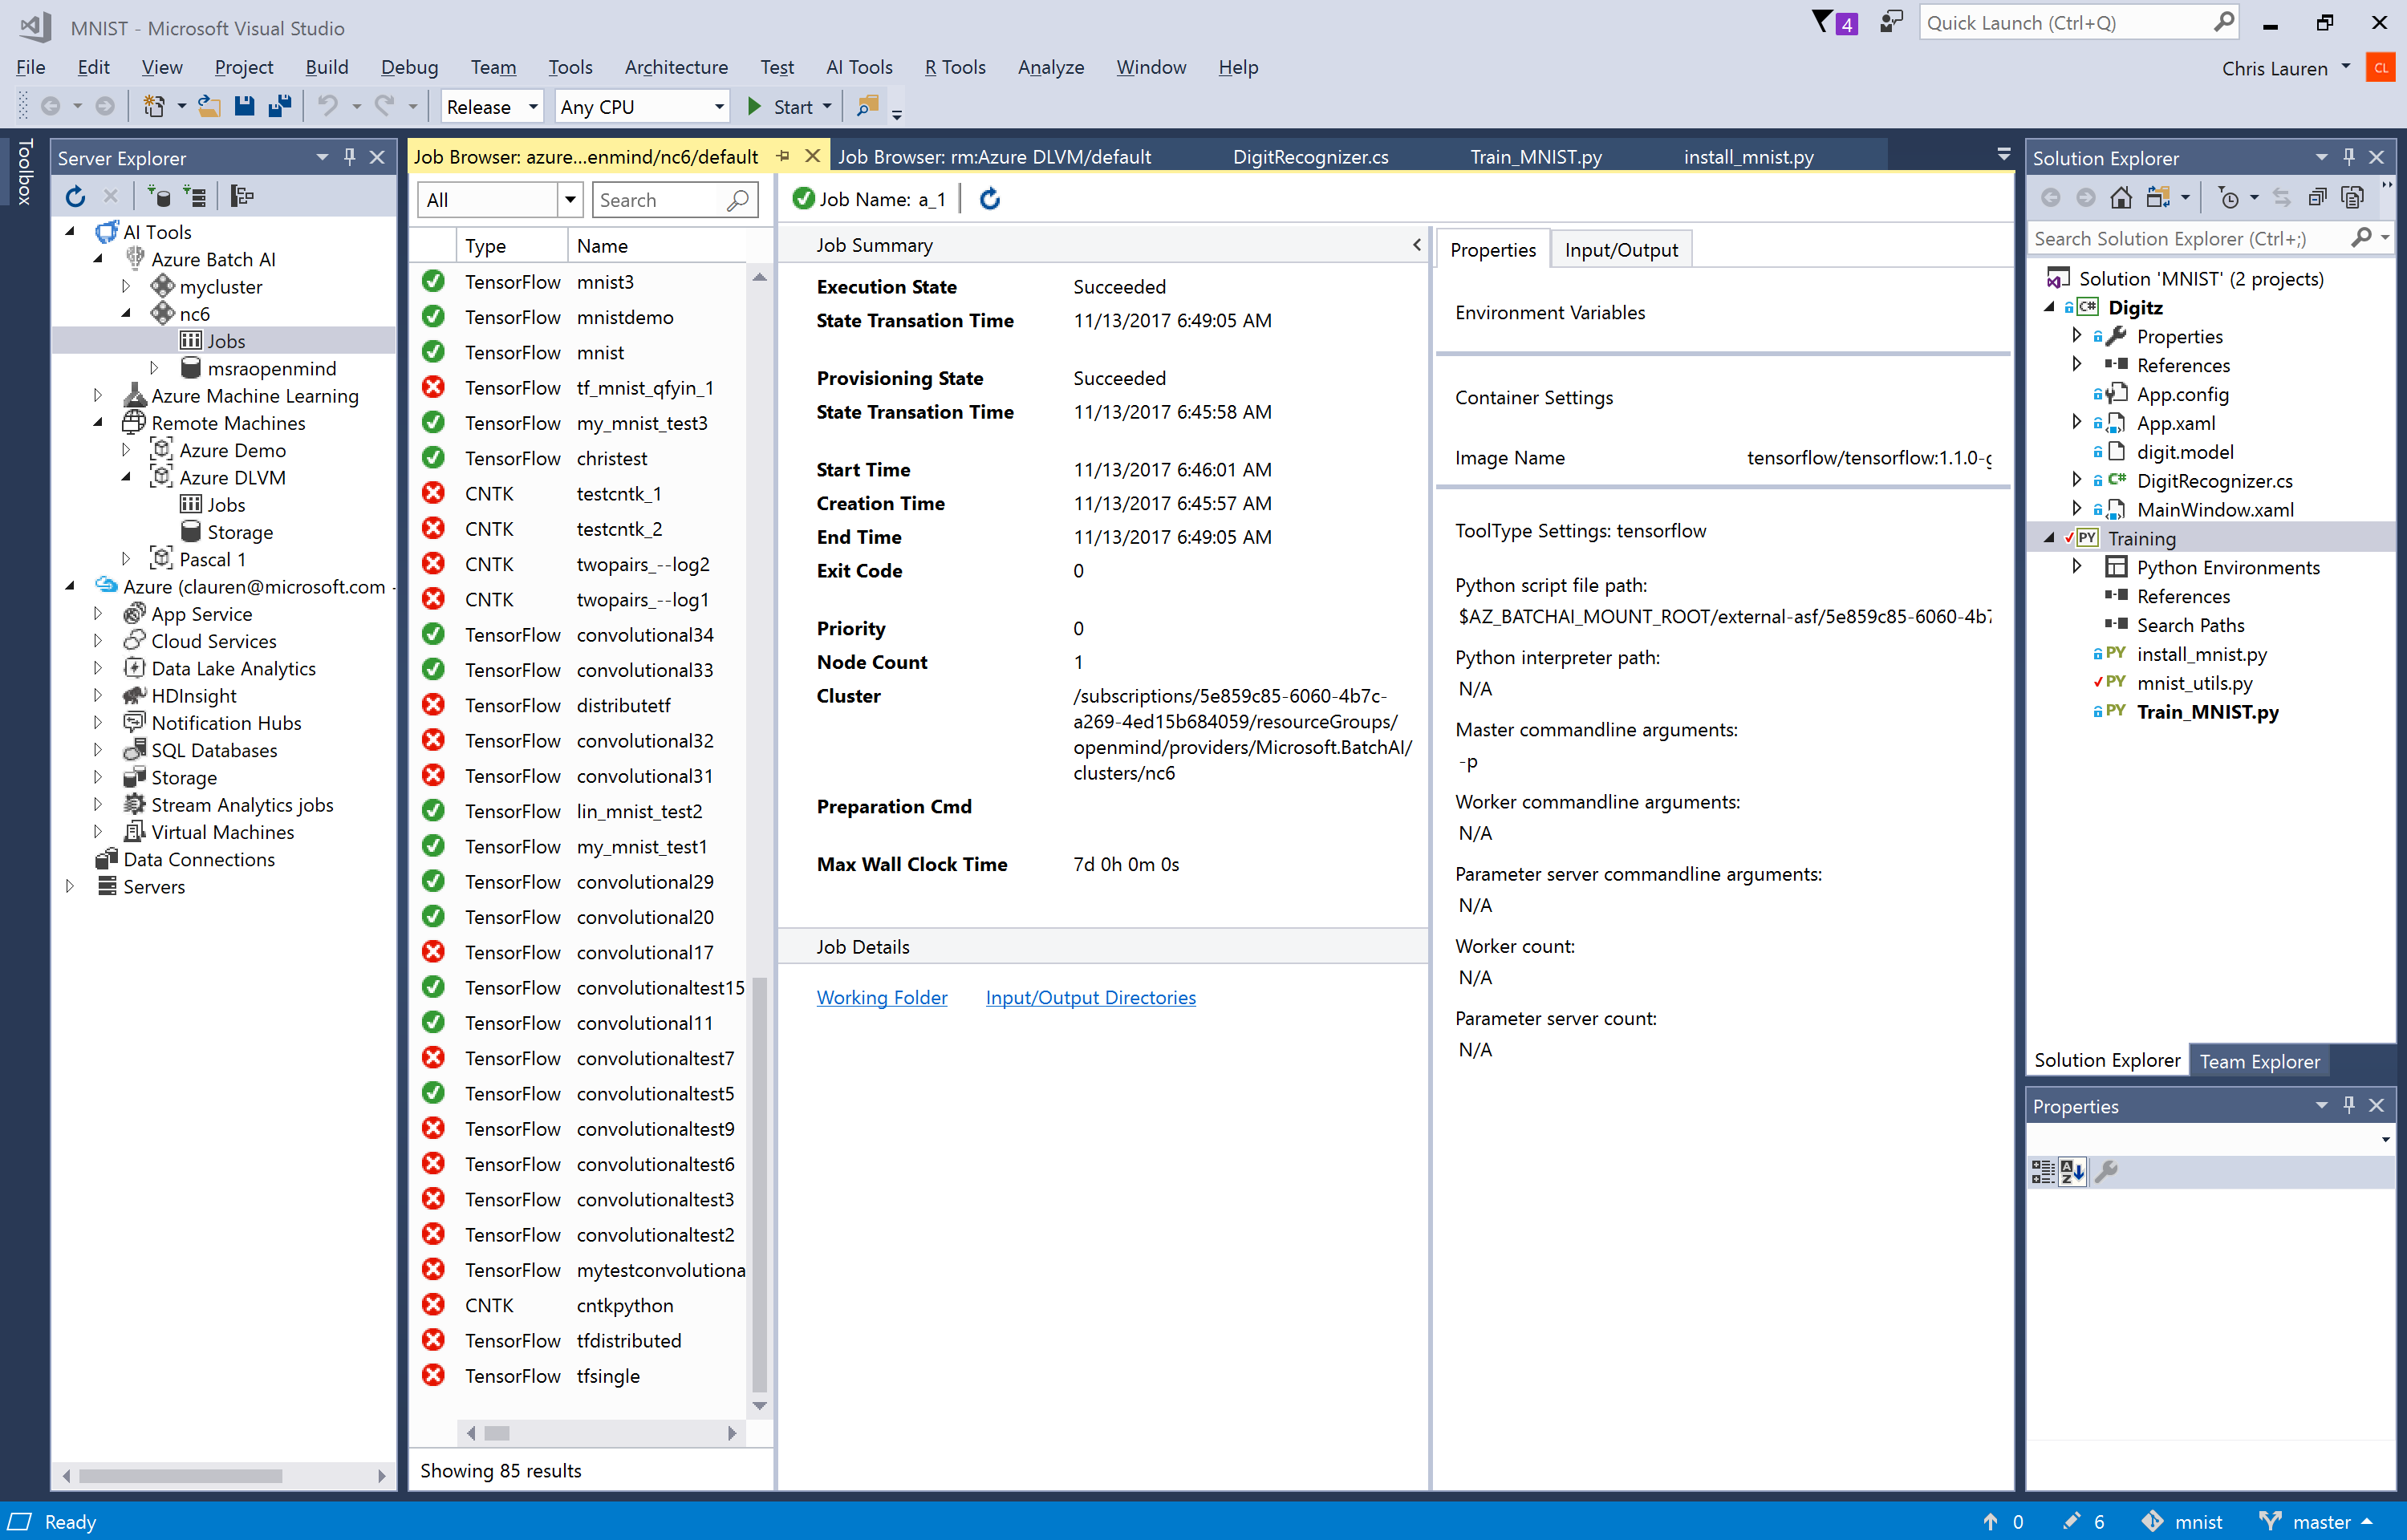 MNIST - Microsoft Visual Studio
4
Quick Launch (Ctrl+Q)
File Edit View Project Build Debug Team Tools Architecture Test AI Tools R Tools Analyze Window Help
Chris Lauren CL
Release Any CPU Start
Toolbox
Server Explorer
AI Tools
Azure Batch AI
mycluster
nc6
Jobs
msraopenmind
Azure Machine Learning
Remote Machines
Azure Demo
Azure DLVM
Jobs
Storage
Pascal 1
Azure (clauren@microsoft.com -
App Service
Cloud Services
Data Lake Analytics
HDInsight
Notification Hubs
SQL Databases
Storage
Stream Analytics jobs
Virtual Machines
Data Connections
Servers
Job Browser: azure...enmind/nc6/default Job Browser: rm:Azure DLVM/default DigitRecognizer.cs Train_MNIST.py install_mnist.py
All Search
Type Name
TensorFlow mnist3
TensorFlow mnistdemo
TensorFlow mnist
TensorFlow tf_mnist_qfyin_1
TensorFlow my_mnist_test3
TensorFlow christest
CNTK testcntk_1
CNTK testcntk_2
CNTK twopairs_--log2
CNTK twopairs_--log1
TensorFlow convolutional34
TensorFlow convolutional33
TensorFlow distributetf
TensorFlow convolutional32
TensorFlow convolutional31
TensorFlow lin_mnist_test2
TensorFlow my_mnist_test1
TensorFlow convolutional29
TensorFlow convolutional20
TensorFlow convolutional17
TensorFlow convolutionaltest15
TensorFlow convolutional11
TensorFlow convolutionaltest7
TensorFlow convolutionaltest5
TensorFlow convolutionaltest9
TensorFlow convolutionaltest6
TensorFlow convolutionaltest3
TensorFlow convolutionaltest2
TensorFlow mytestconvolutiona
CNTK cntkpython
TensorFlow tfdistributed
TensorFlow tfsingle
Showing 85 results
Job Name: a_1
Job Summary
Execution State Succeeded
State Transation Time 11/13/2017 6:49:05 AM
Provisioning State Succeeded
State Transation Time 11/13/2017 6:45:58 AM
Start Time 11/13/2017 6:46:01 AM
Creation Time 11/13/2017 6:45:57 AM
End Time 11/13/2017 6:49:05 AM
Exit Code 0
Priority 0
Node Count 1
Cluster /subscriptions/5e859c85-6060-4b7c-
a269-4ed15b684059/resourceGroups/
openmind/providers/Microsoft.BatchAI/
clusters/nc6
Preparation Cmd
Max Wall Clock Time 7d 0h 0m 0s
Job Details
Working Folder Input/Output Directories
Properties Input/Output
Environment Variables
Container Settings
Image Name tensorflow/tensorflow:1.1.0-g
ToolType Settings: tensorflow
Python script file path:
$AZ_BATCHAI_MOUNT_ROOT/external-asf/5e859c85-6060-4b7
Python interpreter path:
N/A
Master commandline arguments:
-p
Worker commandline arguments:
N/A
Parameter server commandline arguments:
N/A
Worker count:
N/A
Parameter server count:
N/A
Solution Explorer
Search Solution Explorer (Ctrl+;)
Solution 'MNIST' (2 projects)
C# Digitz
Properties
References
App.config
App.xaml
digit.model
C# DigitRecognizer.cs
MainWindow.xaml
PY Training
Python Environments
References
Search Paths
PY install_mnist.py
PY mnist_utils.py
PY Train_MNIST.py
Solution Explorer Team Explorer
Properties
Ready
0 6 mnist master